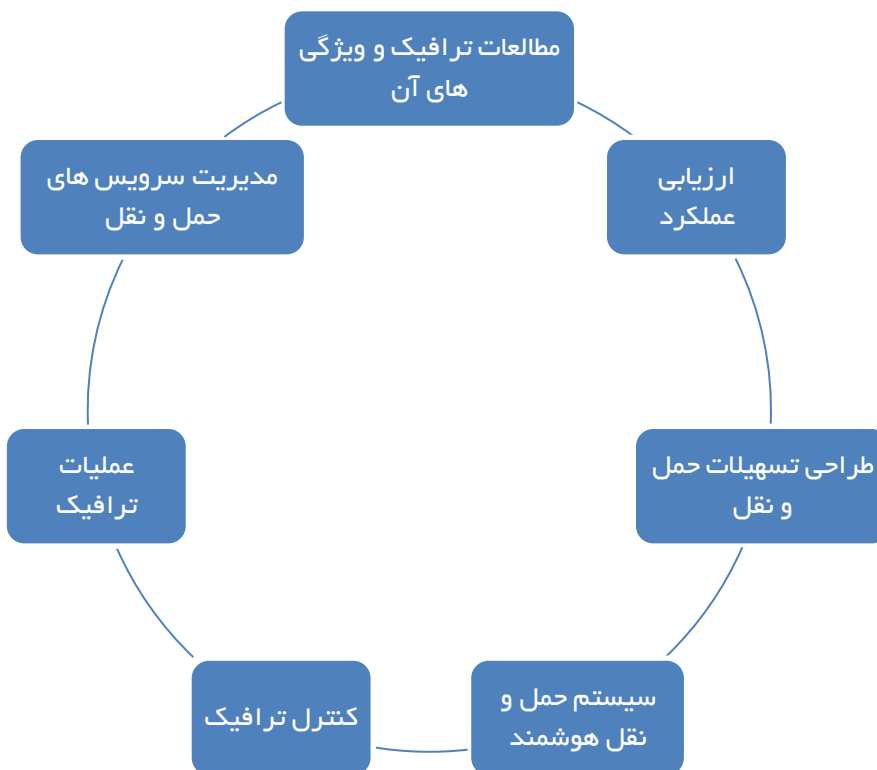 مطالعات ترافیک و ویژگی
های آن
ارزیابی
عملکرد
طراحی تسهیلات حمل
و نقل
سیستم حمل و
نقل هوشمند
کنترل ترافیک
عملیات
ترافیک
مدیریت سرویس های
حمل و نقل